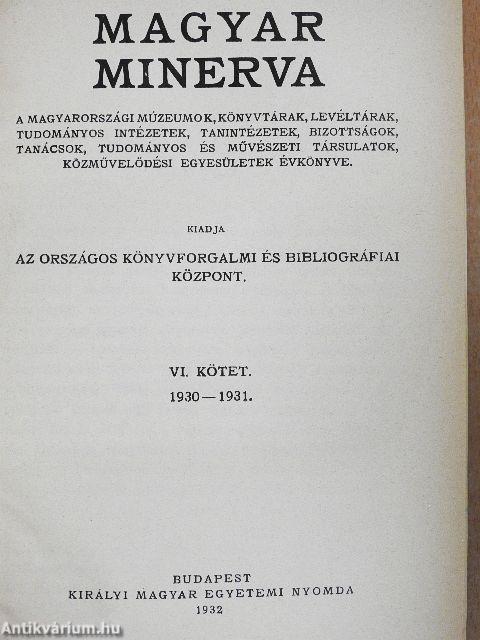 MAGYAR
MINERVA
A MAGYARORSZÁGI MÚZEUMOK, KÖNYVTÁRAK, LEVÉLTÁRAK,
TUDOMÁNYOS INTÉZETEK, TANINTÉZETEK, BIZOTTSÁGOK,
TANÁCSOK, TUDOMÁNYOS ÉS MŰVÉSZETI TÁRSULATOK,
KÖZMŰVELŐDÉSI EGYESÜLETEK ÉVKÖNYVE.
KIADJA
AZ ORSZÁGOS KÖNYVFORGALMI ÉS BIBLIOGRÁFIAI
KÖZPONT.
VI. KÖTET.
1930—1931.
BUDAPEST
KIRÁLYI MAGYAR EGYETEMI NYOMDA
1932
Antikvárium.hu